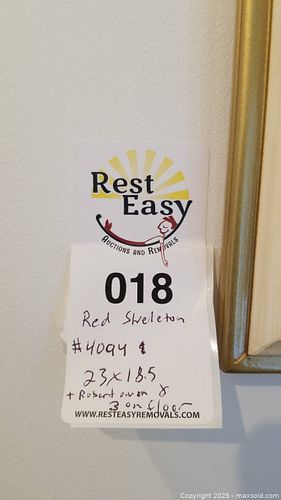 Rest
Easy
AUCTIONS AND REMOVALS
018
Red Skeleton
#4094
23x18.5
+ Robert owen &
3 on floor
WWW.RESTEASYREMOVALS.COM
Copyright 2025 - maxsold.com